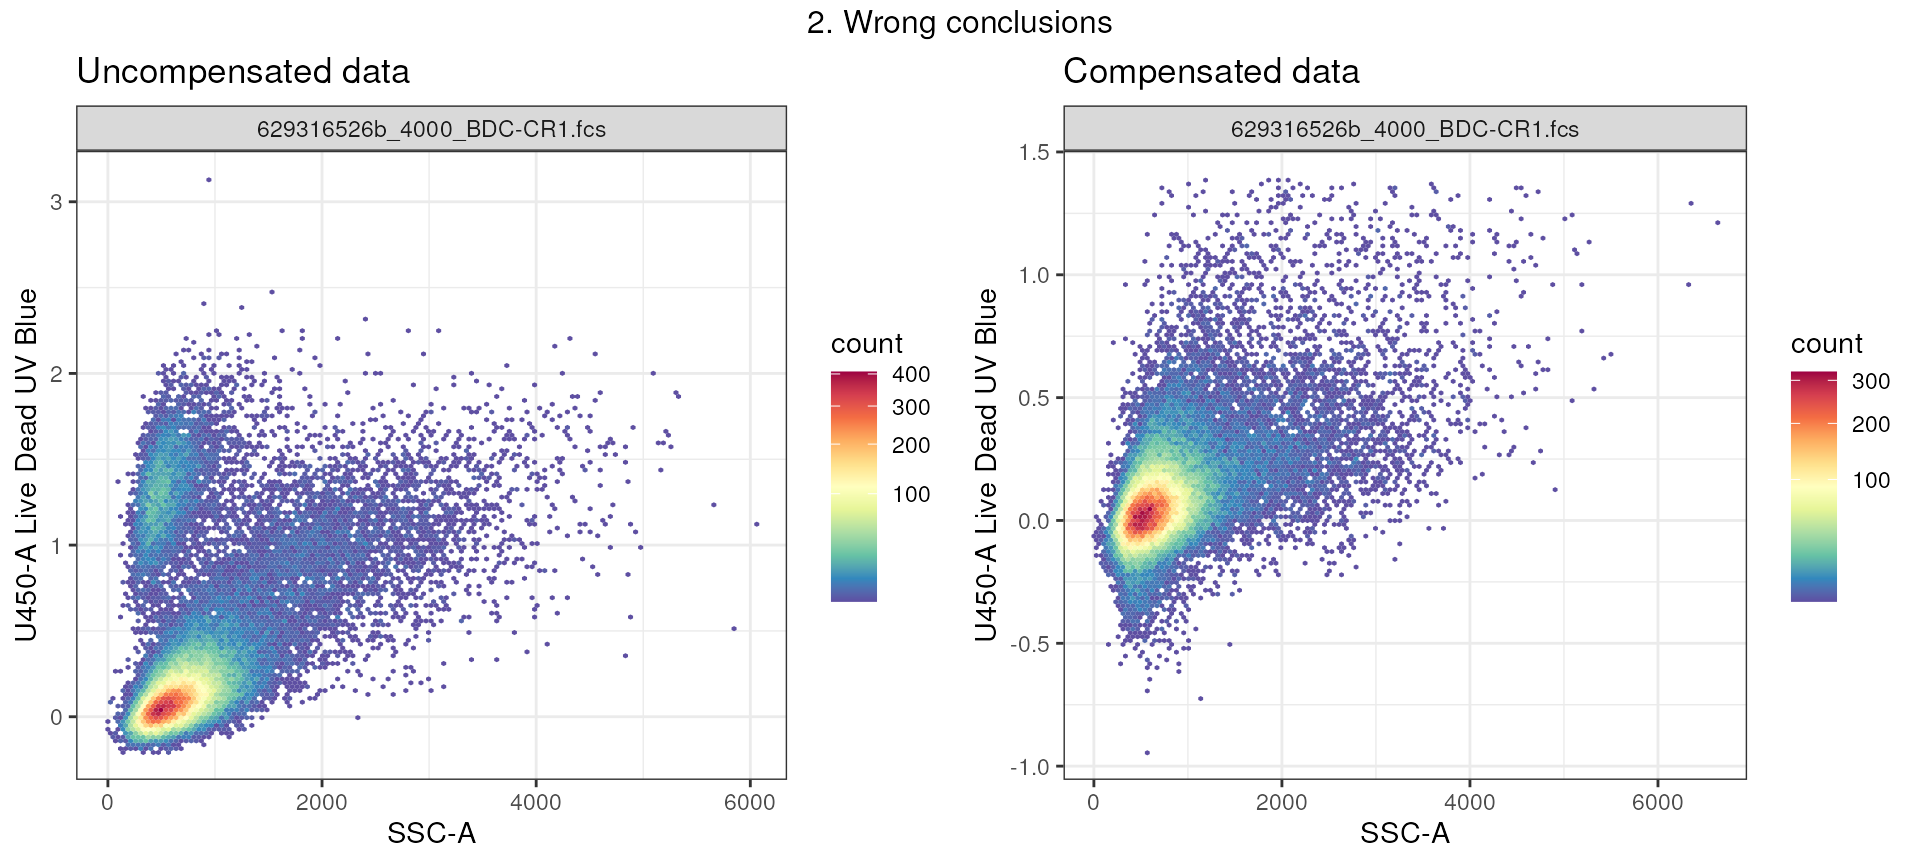 2. Wrong conclusions
Uncompensated data
629316526b_4000_BDC-CR1.fcs
U450-A Live Dead UV Blue
3
2
1
0
0 2000 4000 6000
SSC-A
count
400
300
200
100
Compensated data
629316526b_4000_BDC-CR1.fcs
U450-A Live Dead UV Blue
1.5
1.0
0.5
0.0
-0.5
-1.0
0 2000 4000 6000
SSC-A
count
300
200
100